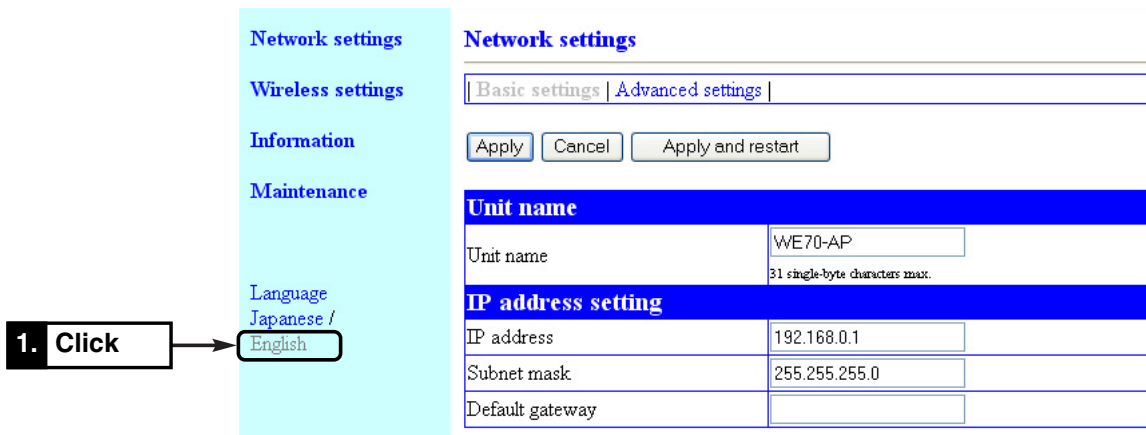 Network settings
Wireless settings
Information
Maintenance
Language
Japanese /
English
1. Click
Network settings
| Basic settings | Advanced settings |
Apply Cancel Apply and restart
Unit name
Unit name WE70-AP
31 single-byte characters max.
IP address setting
IP address 192.168.0.1
Subnet mask 255.255.255.0
Default gateway